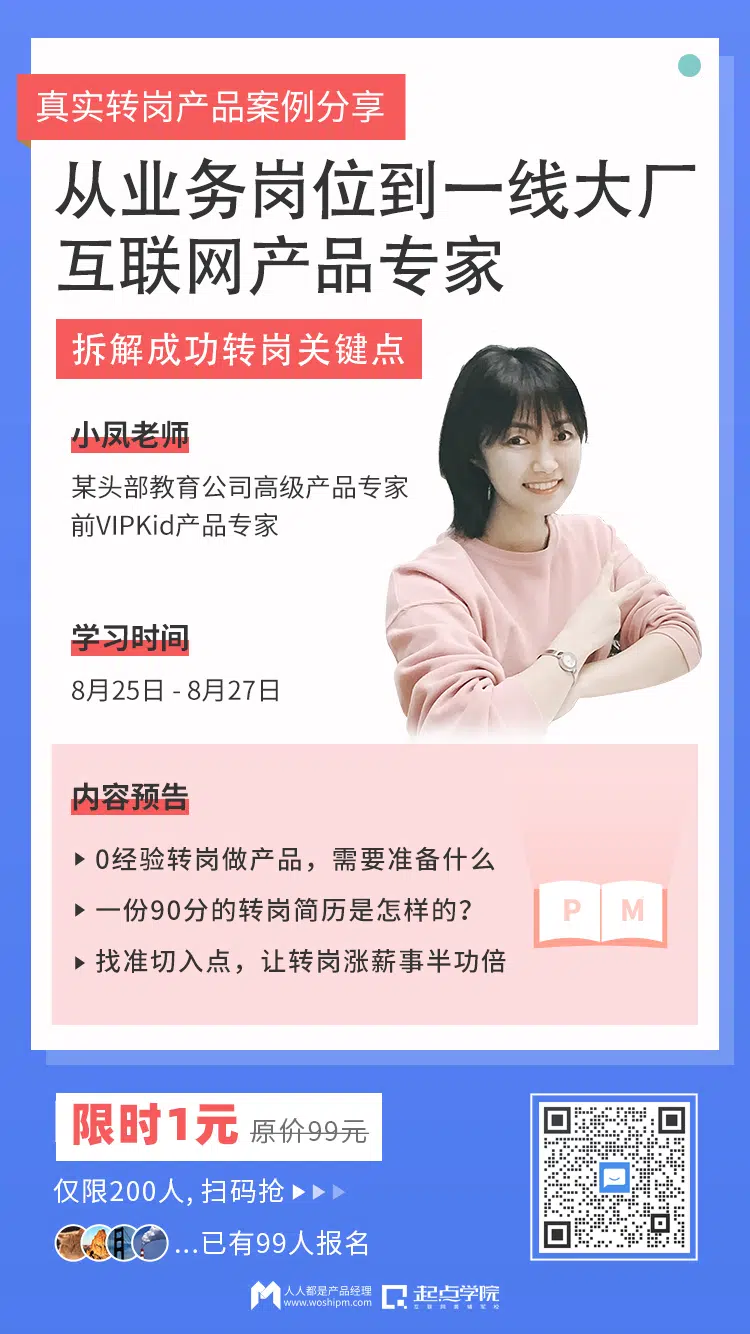 真实转岗产品案例分享
从业务岗位到一线大厂
互联网产品专家
拆解成功转岗关键点
小凤老师
某头部教育公司高级产品专家
前VIPKid产品专家
学习时间
8月25日 - 8月27日
内容预告
0经验转岗做产品，需要准备什么
一份90分的转岗简历是怎样的？
找准切入点，让转岗涨薪事半功倍
P M
限时1元 原价99元
仅限200人, 扫码抢
...已有99人报名
人人都是产品经理
www.woshipm.com
起点学院